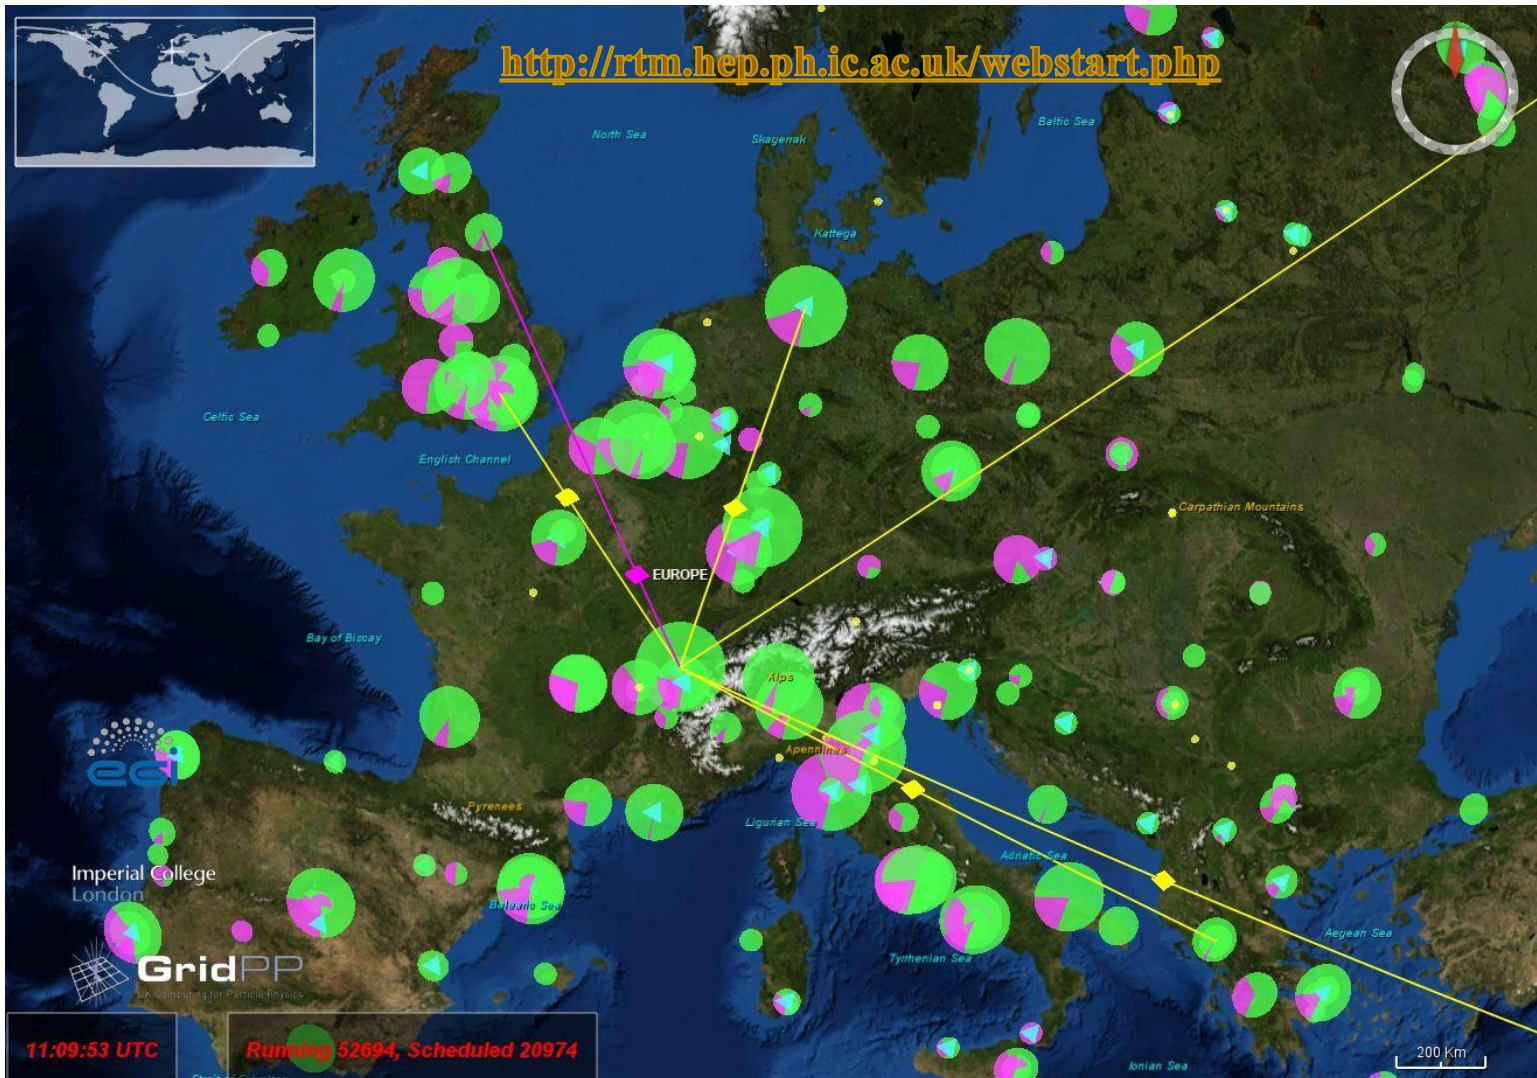 http://rtm.hep.ph.ic.ac.uk/webstart.php
Baltic Sea
North Sea
Skagerrak
Kattega
Celtic Sea
English Channel
Carpathian Mountains
EUROPE
Bay of Biscay
Alps
egi
Apennines
Pyrenees
Ligurian Sea
Adriatic Sea
Imperial College
London
Balearic Sea
Aegean Sea
Tyrrhenian Sea
GridPP
UK Computing for Particle Physics
11:09:53 UTC
Running 52694, Scheduled 20974
200 Km
Ionian Sea